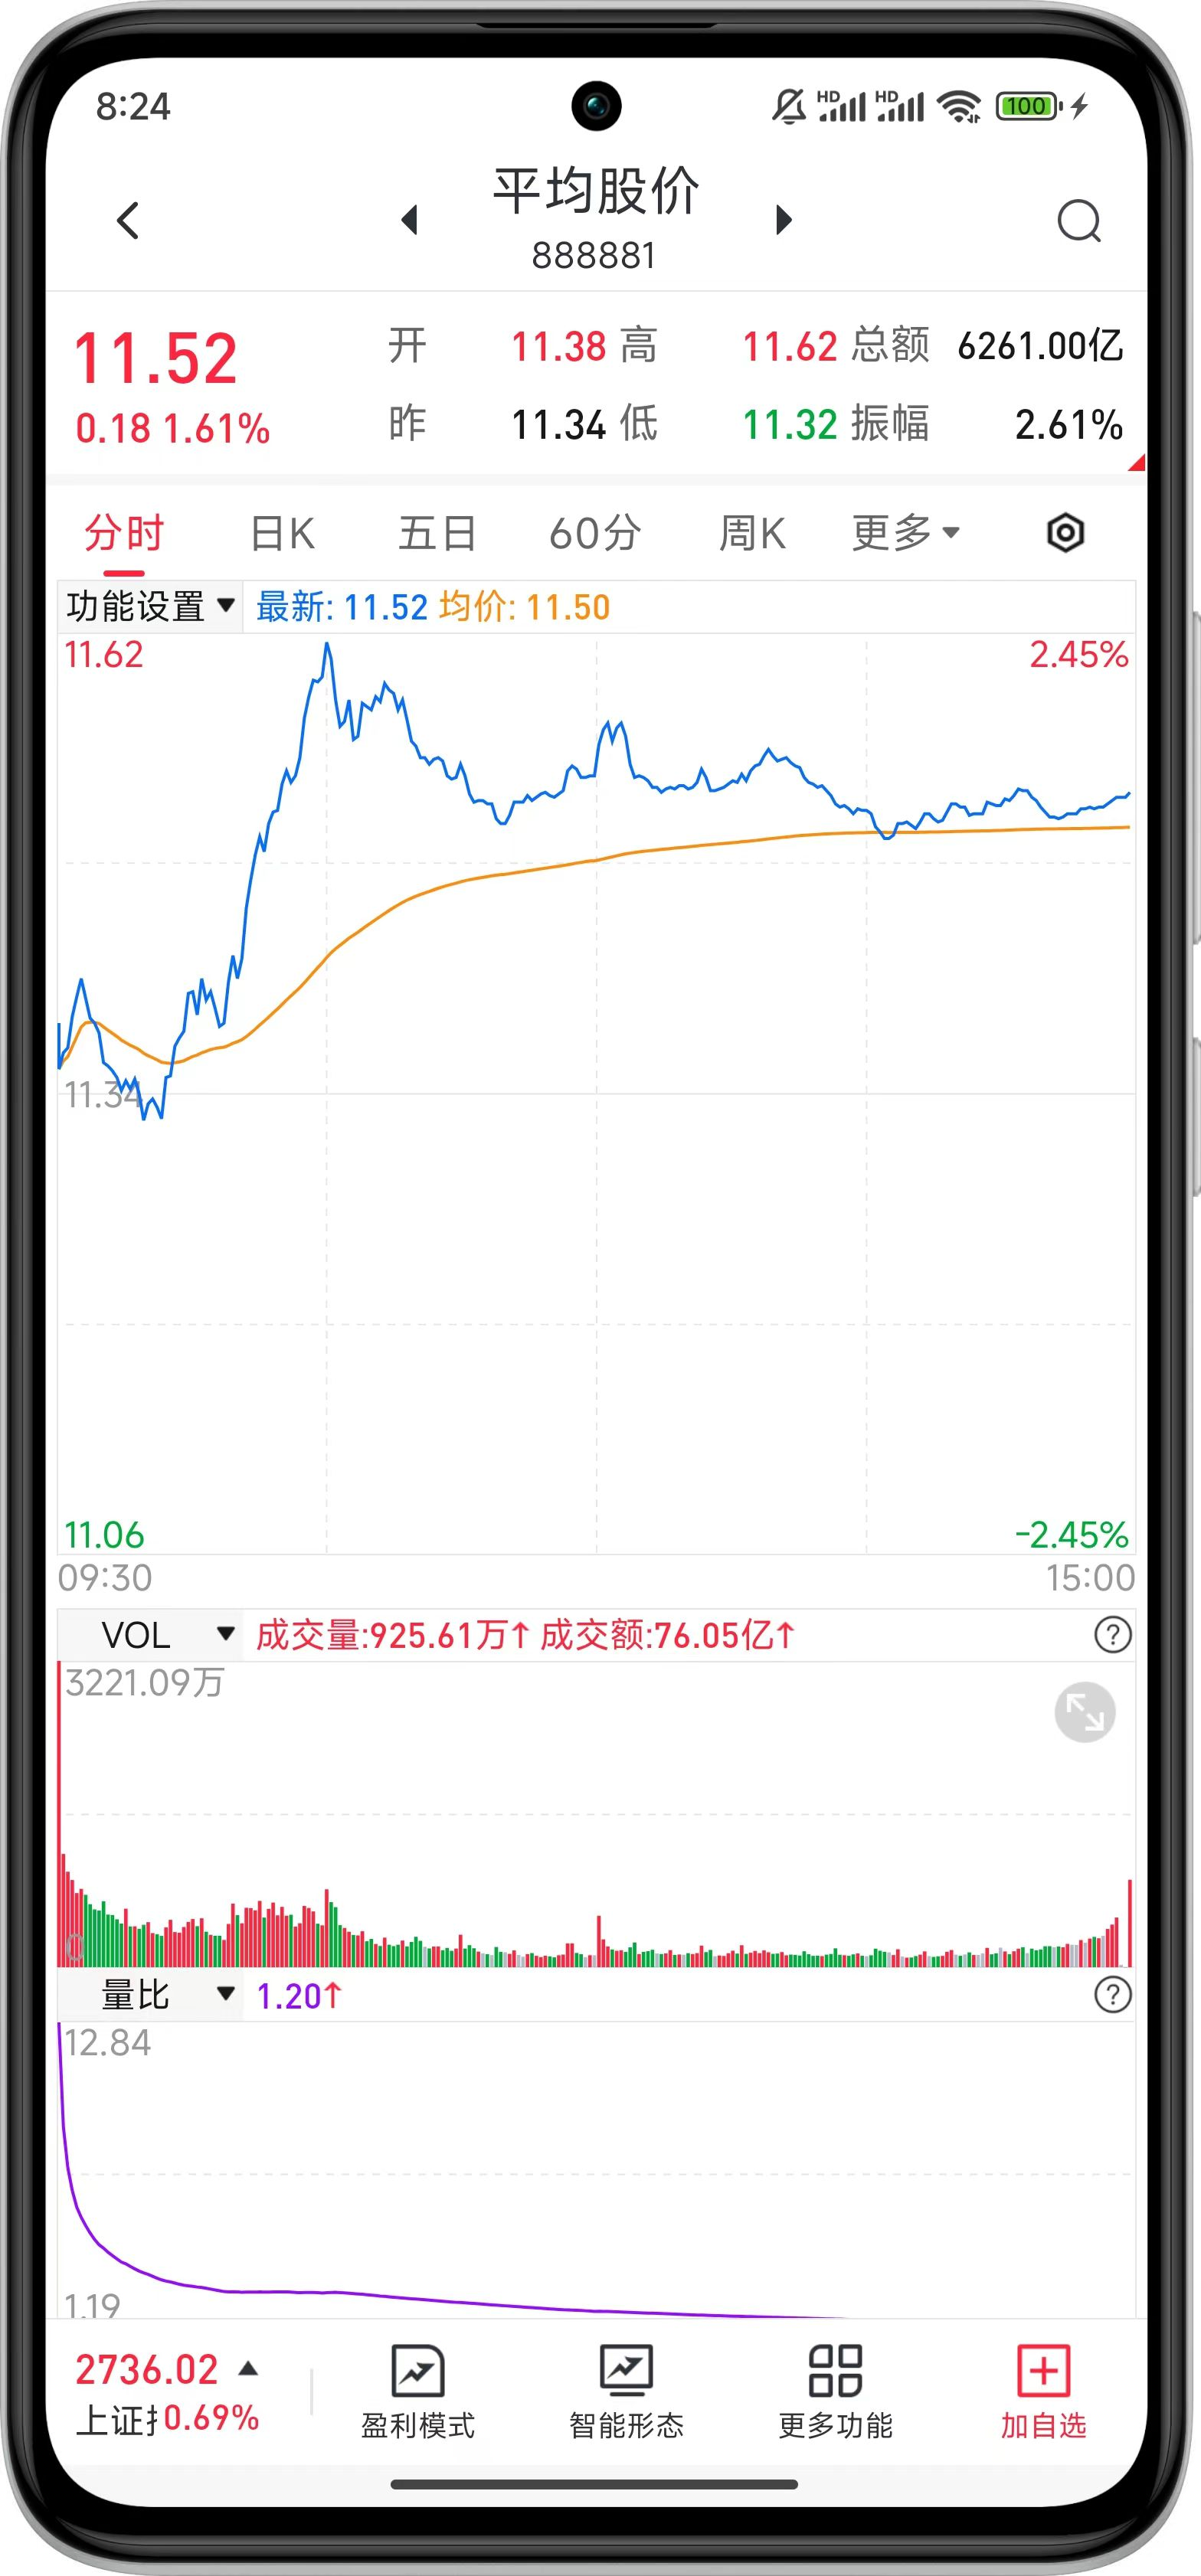 8:24
HD HD 100
平均股价
888881
11.52 开 11.38 高 11.62 总额 6261.00亿
0.18 1.61% 昨 11.34 低 11.32 振幅 2.61%
分时 日K 五日 60分 周K 更多
功能设置 最新: 11.52 均价: 11.50
11.62 2.45%
11.34
11.06 -2.45%
09:30 15:00
VOL 成交量:925.61万↑ 成交额:76.05亿↑ ?
3221.09万
0
量比 1.20↑ ?
12.84
1.19
2736.02
上证 0.69%
盈利模式 智能形态 更多功能 加自选